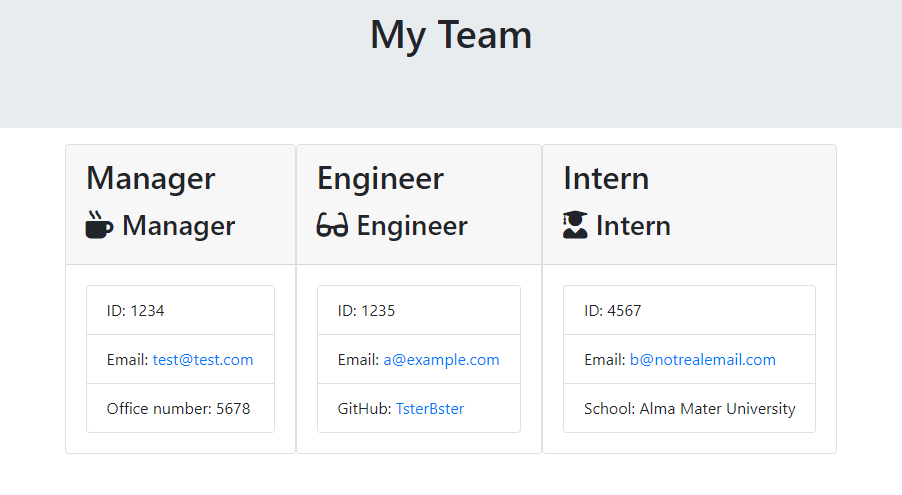 My Team
Manager
Manager
ID: 1234
Email: test@test.com
Office number: 5678
Engineer
Engineer
ID: 1235
Email: a@example.com
GitHub: TsterBster
Intern
Intern
ID: 4567
Email: b@notrealemail.com
School: Alma Mater University